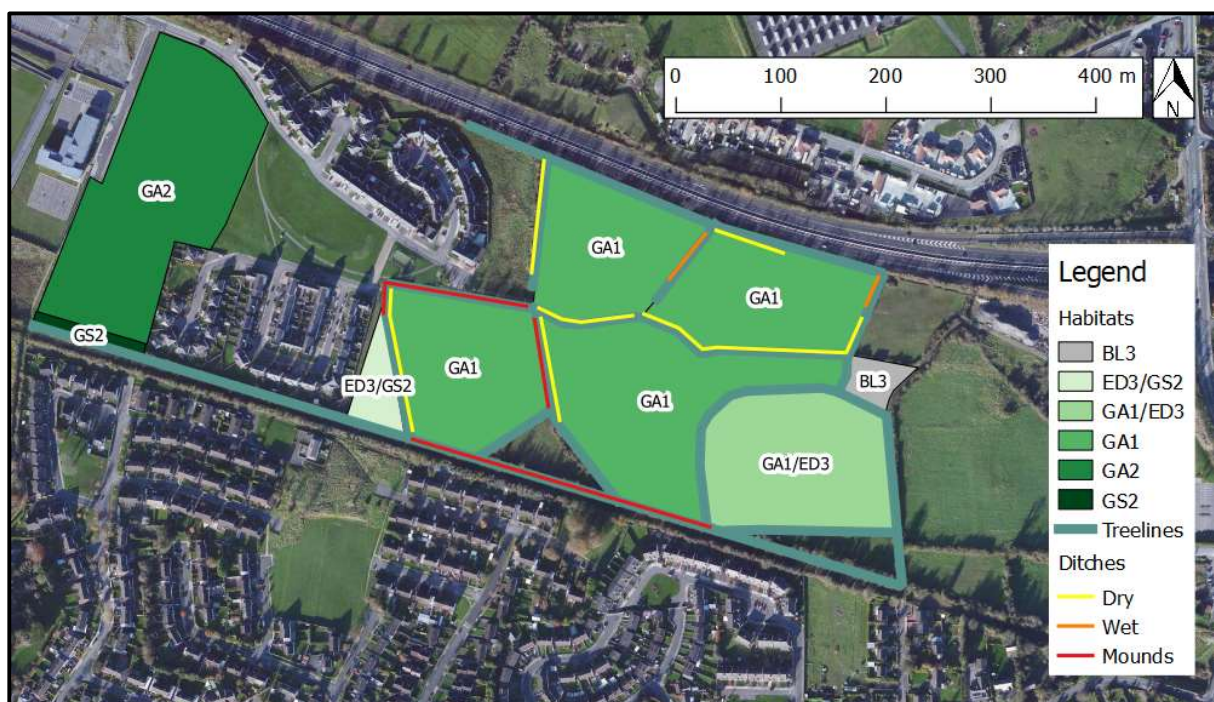 0 100 200 300 400 m
N
GA2
GA1
GA1
GS2
ED3/GS2
GA1
GA1
BL3
GA1/ED3
Legend
Habitats
BL3
ED3/GS2
GA1/ED3
GA1
GA2
GS2
Treelines
Ditches
Dry
Wet
Mounds